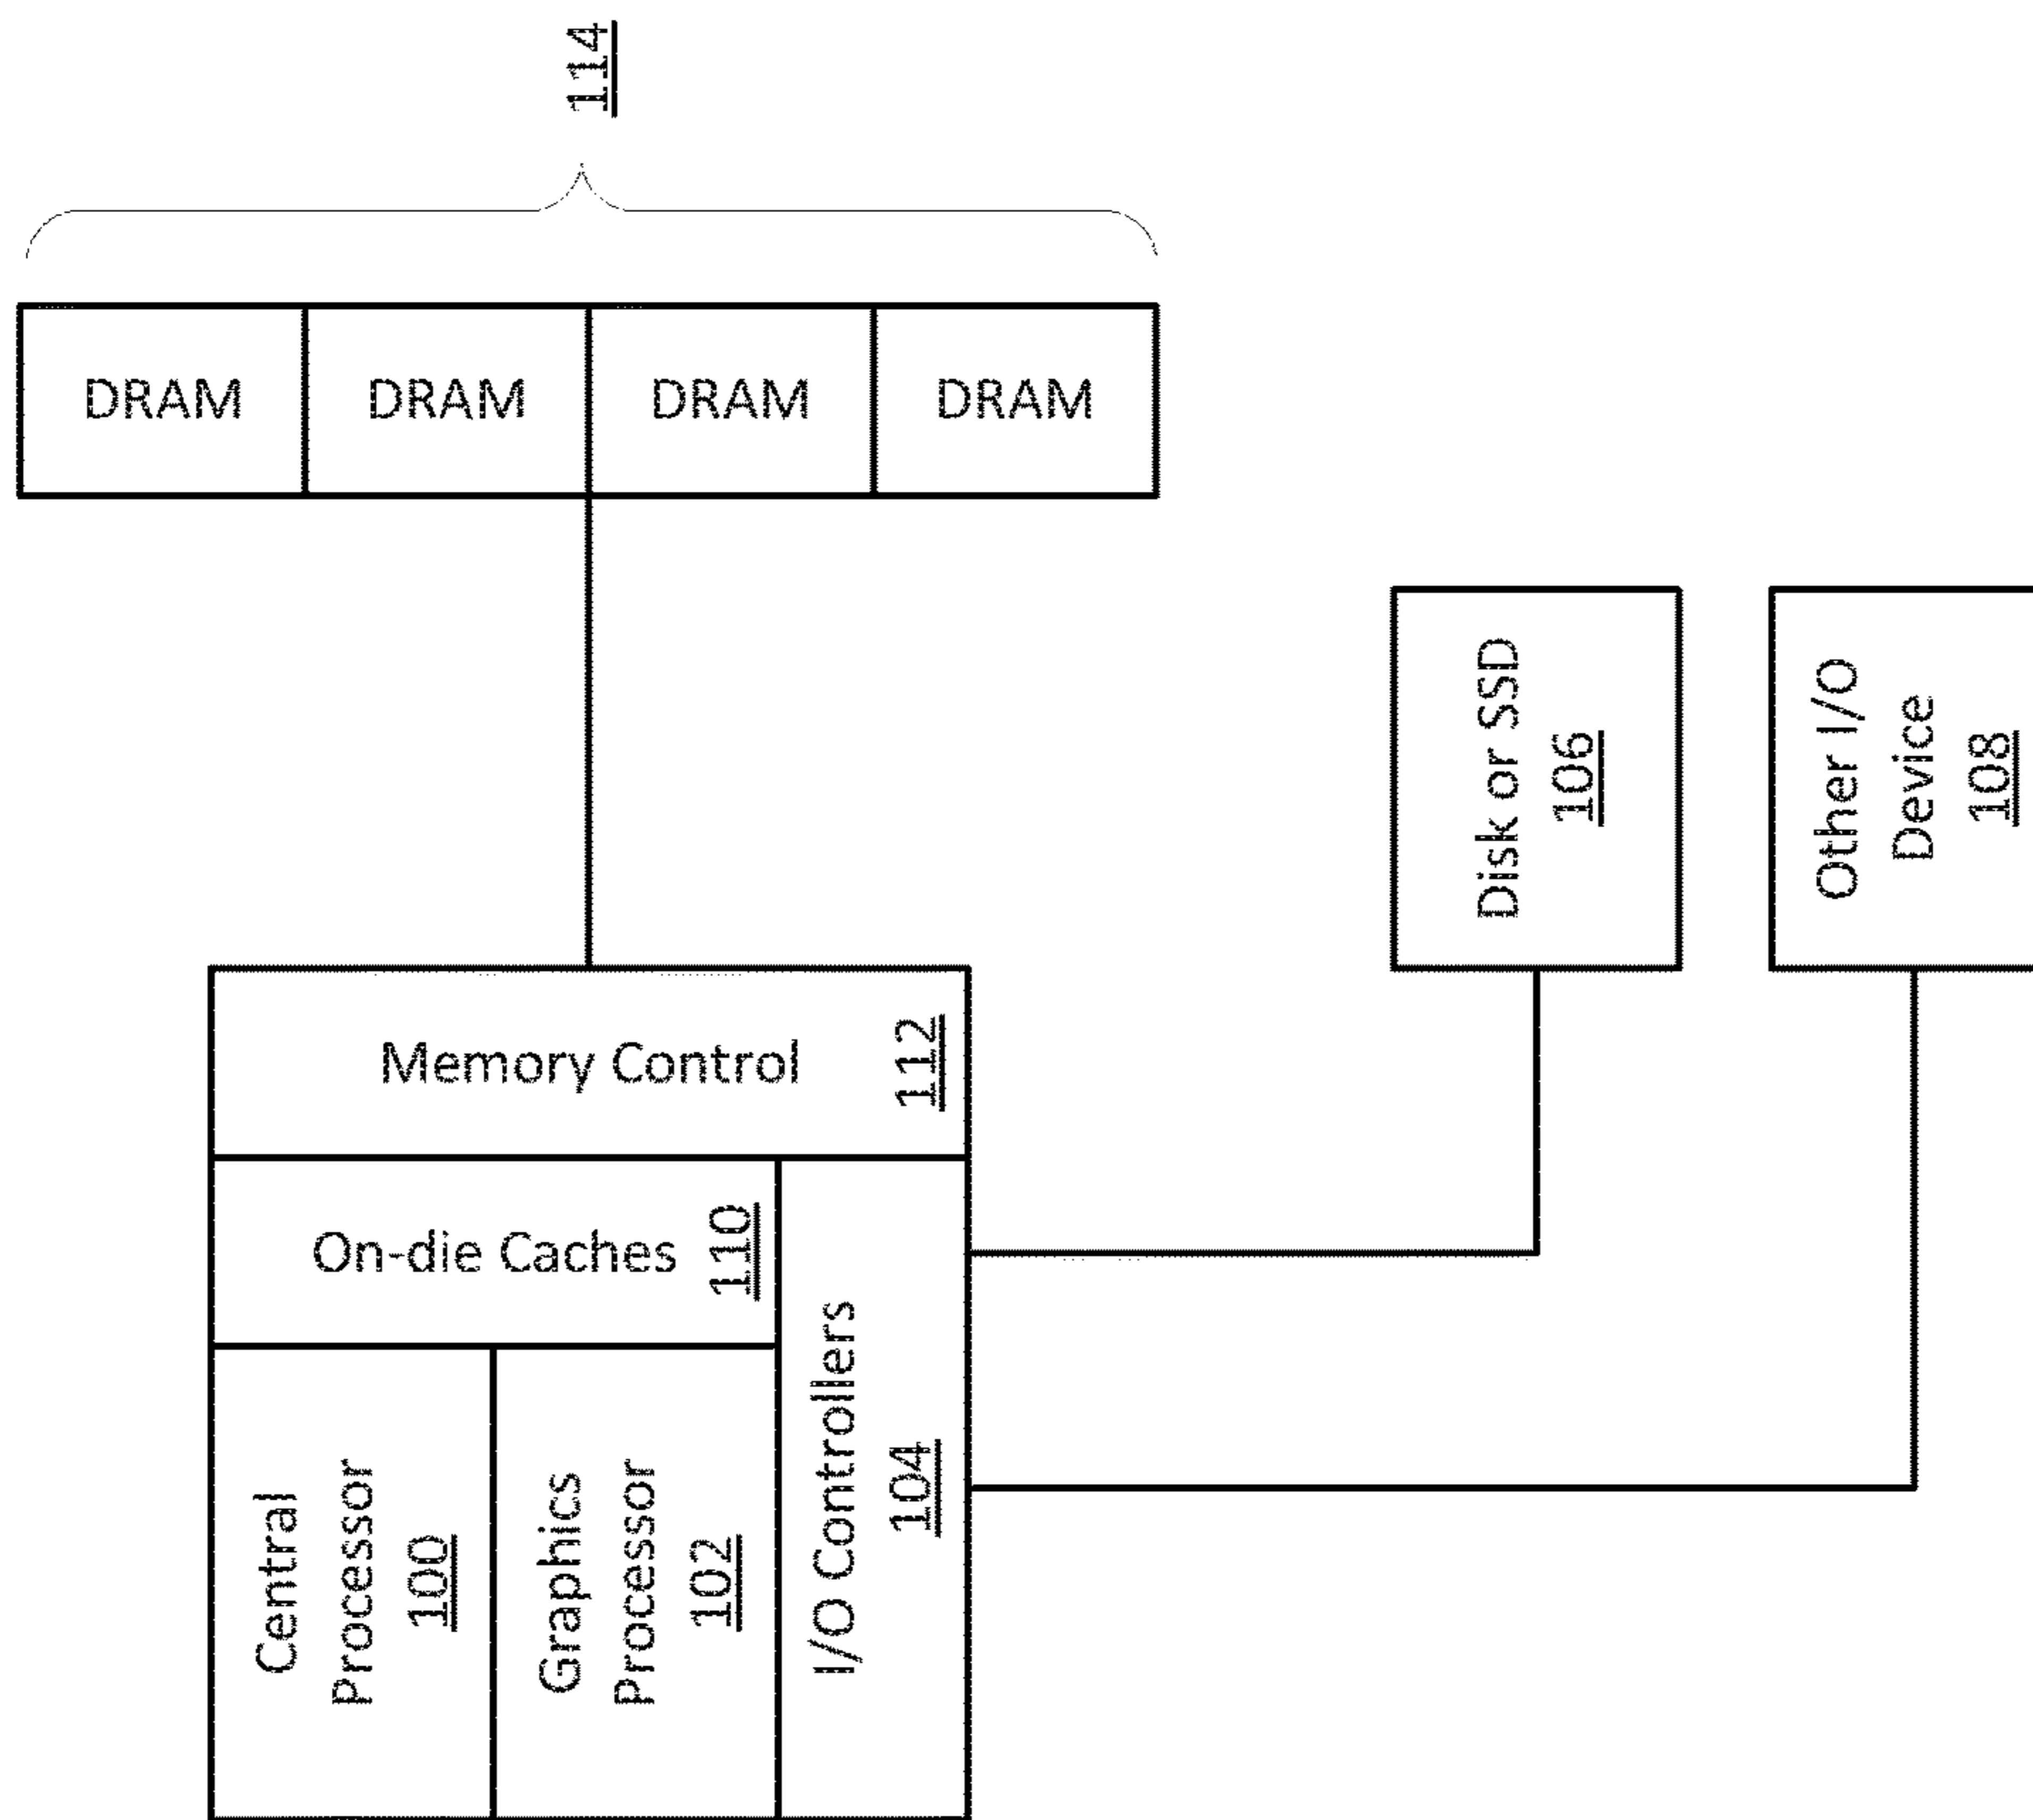 114
DRAM
DRAM
DRAM
DRAM
Disk or SSD
106
Other I/O
Device
108
Memory Control
112
On-die Caches
110
Central
Processor
100
Graphics
Processor
102
I/O Controllers
104